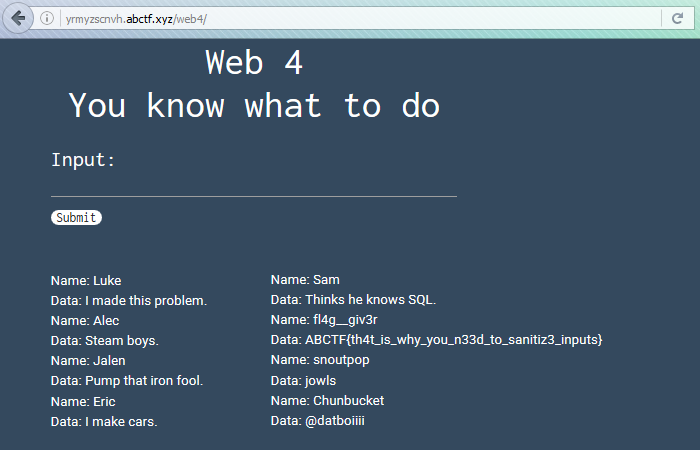 yrmyzscnvh.abctf.xyz/web4/
Web 4
You know what to do
Input:
Submit
Name: Luke
Data: I made this problem.
Name: Alec
Data: Steam boys.
Name: Jalen
Data: Pump that iron fool.
Name: Eric
Data: I make cars.
Name: Sam
Data: Thinks he knows SQL.
Name: fl4g__giv3r
Data: ABCTF{th4t_is_why_you_n33d_to_sanitiz3_inputs}
Name: snoutpop
Data: jowls
Name: Chunbucket
Data: @datboiiii